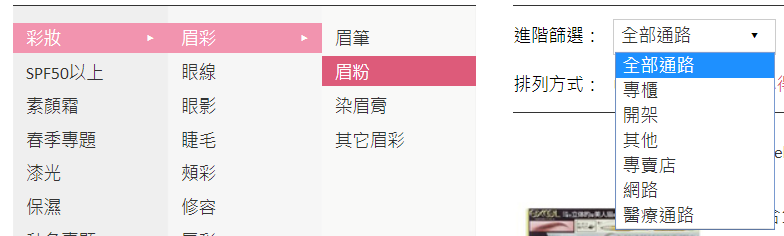 彩妝
SPF50以上
素顏霜
春季專題
漆光
保濕
眉彩
眼線
眼影
睫毛
頰彩
修容
眉筆
眉粉
染眉膏
其它眉彩
進階篩選：
全部通路
排列方式：
全部通路
專櫃
開架
其他
專賣店
網路
醫療通路